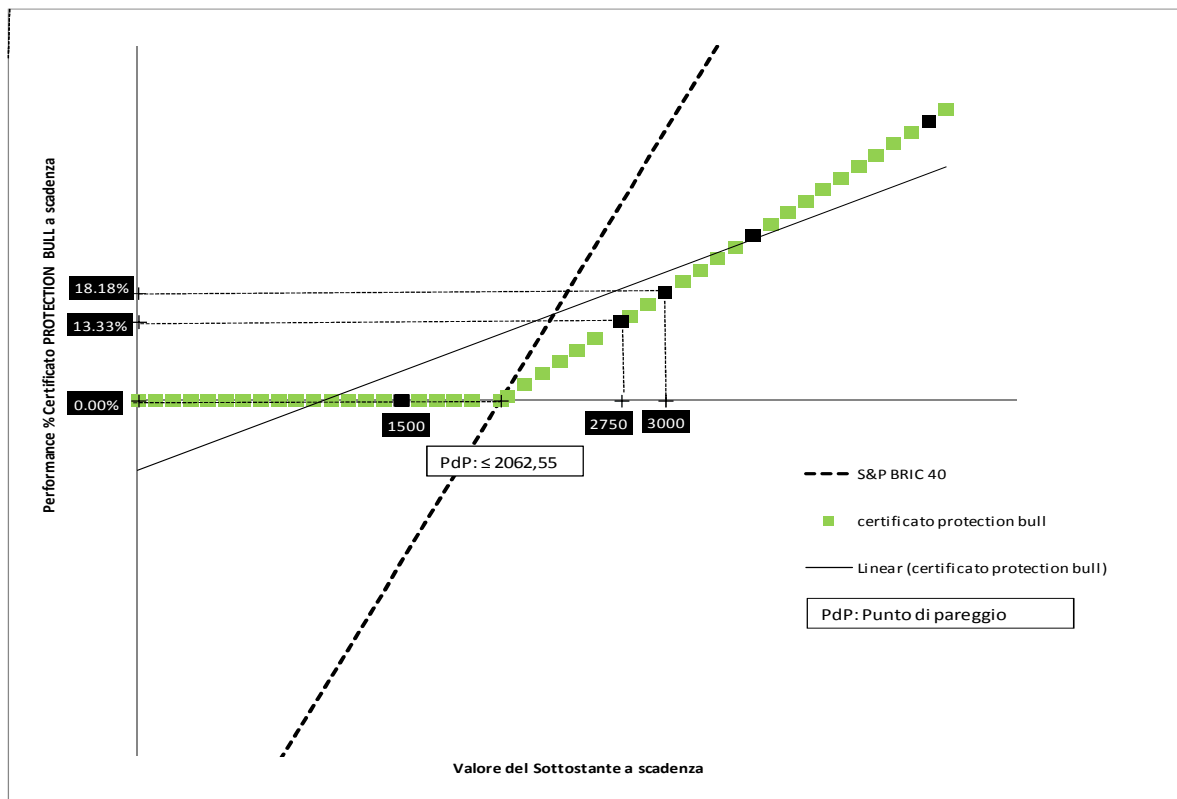 Performance % Certificato PROTECTION BULL a scadenza
18.18%
13.33%
0.00%
1500
2750
3000
PdP: ≤ 2062,55
S&P BRIC 40
certificato protection bull
Linear (certificato protection bull)
PdP: Punto di pareggio
Valore del Sottostante a scadenza